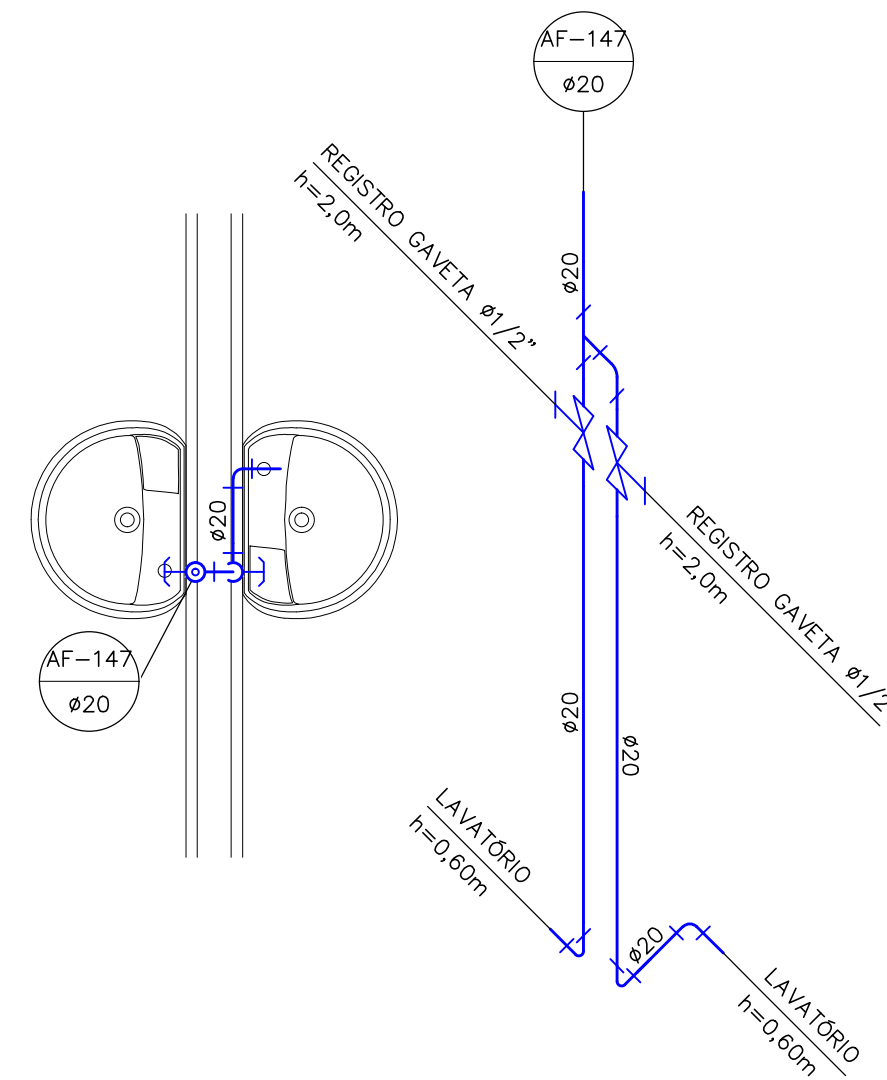 AF-147
ø20
REGISTRO GAVETA ø1/2"
h=2,0m
ø20
ø20
AF-147
ø20
REGISTRO GAVETA ø1/2
h=2,0m
ø20
ø20
LAVATÓRIO
h=0,60m
ø20
LAVATÓRIO
h=0,60m